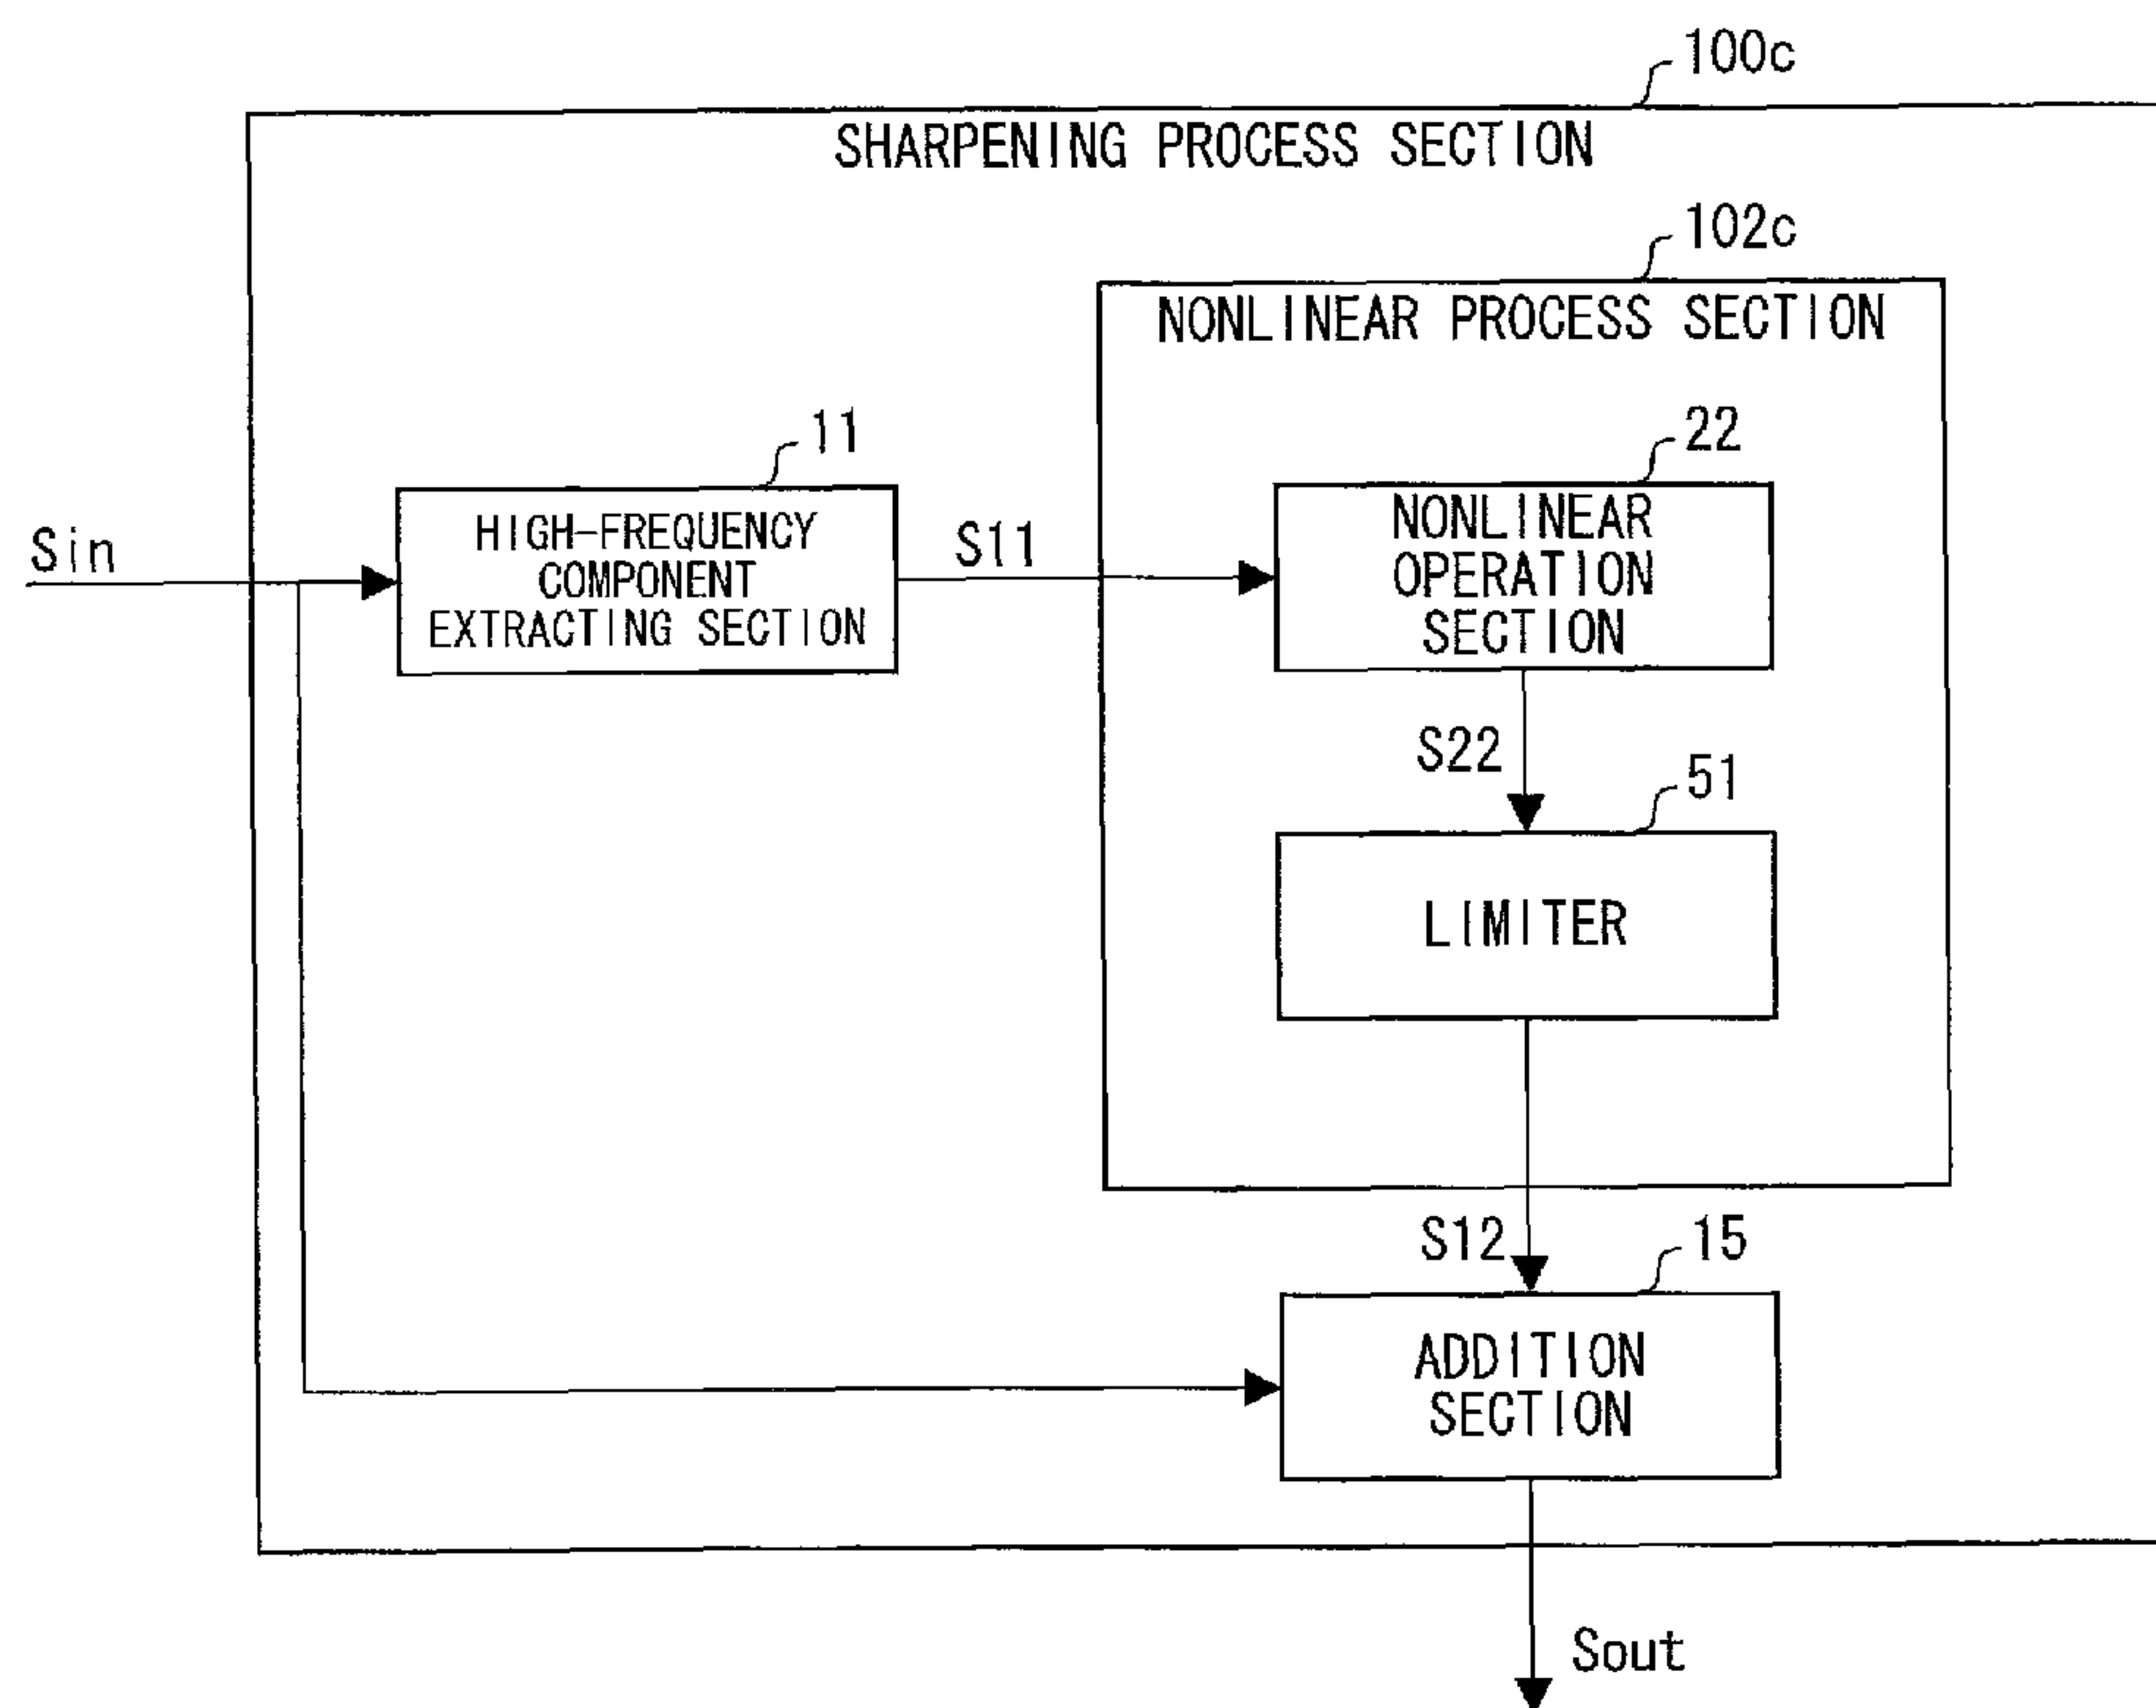 100c
SHARPENING PROCESS SECTION
102c
NONLINEAR PROCESS SECTION
11
22
HIGH-FREQUENCY
COMPONENT
EXTRACTING SECTION
Sin
S11
NONLINEAR
OPERATION
SECTION
S22
51
LIMITER
S12
15
ADDITION
SECTION
Sout